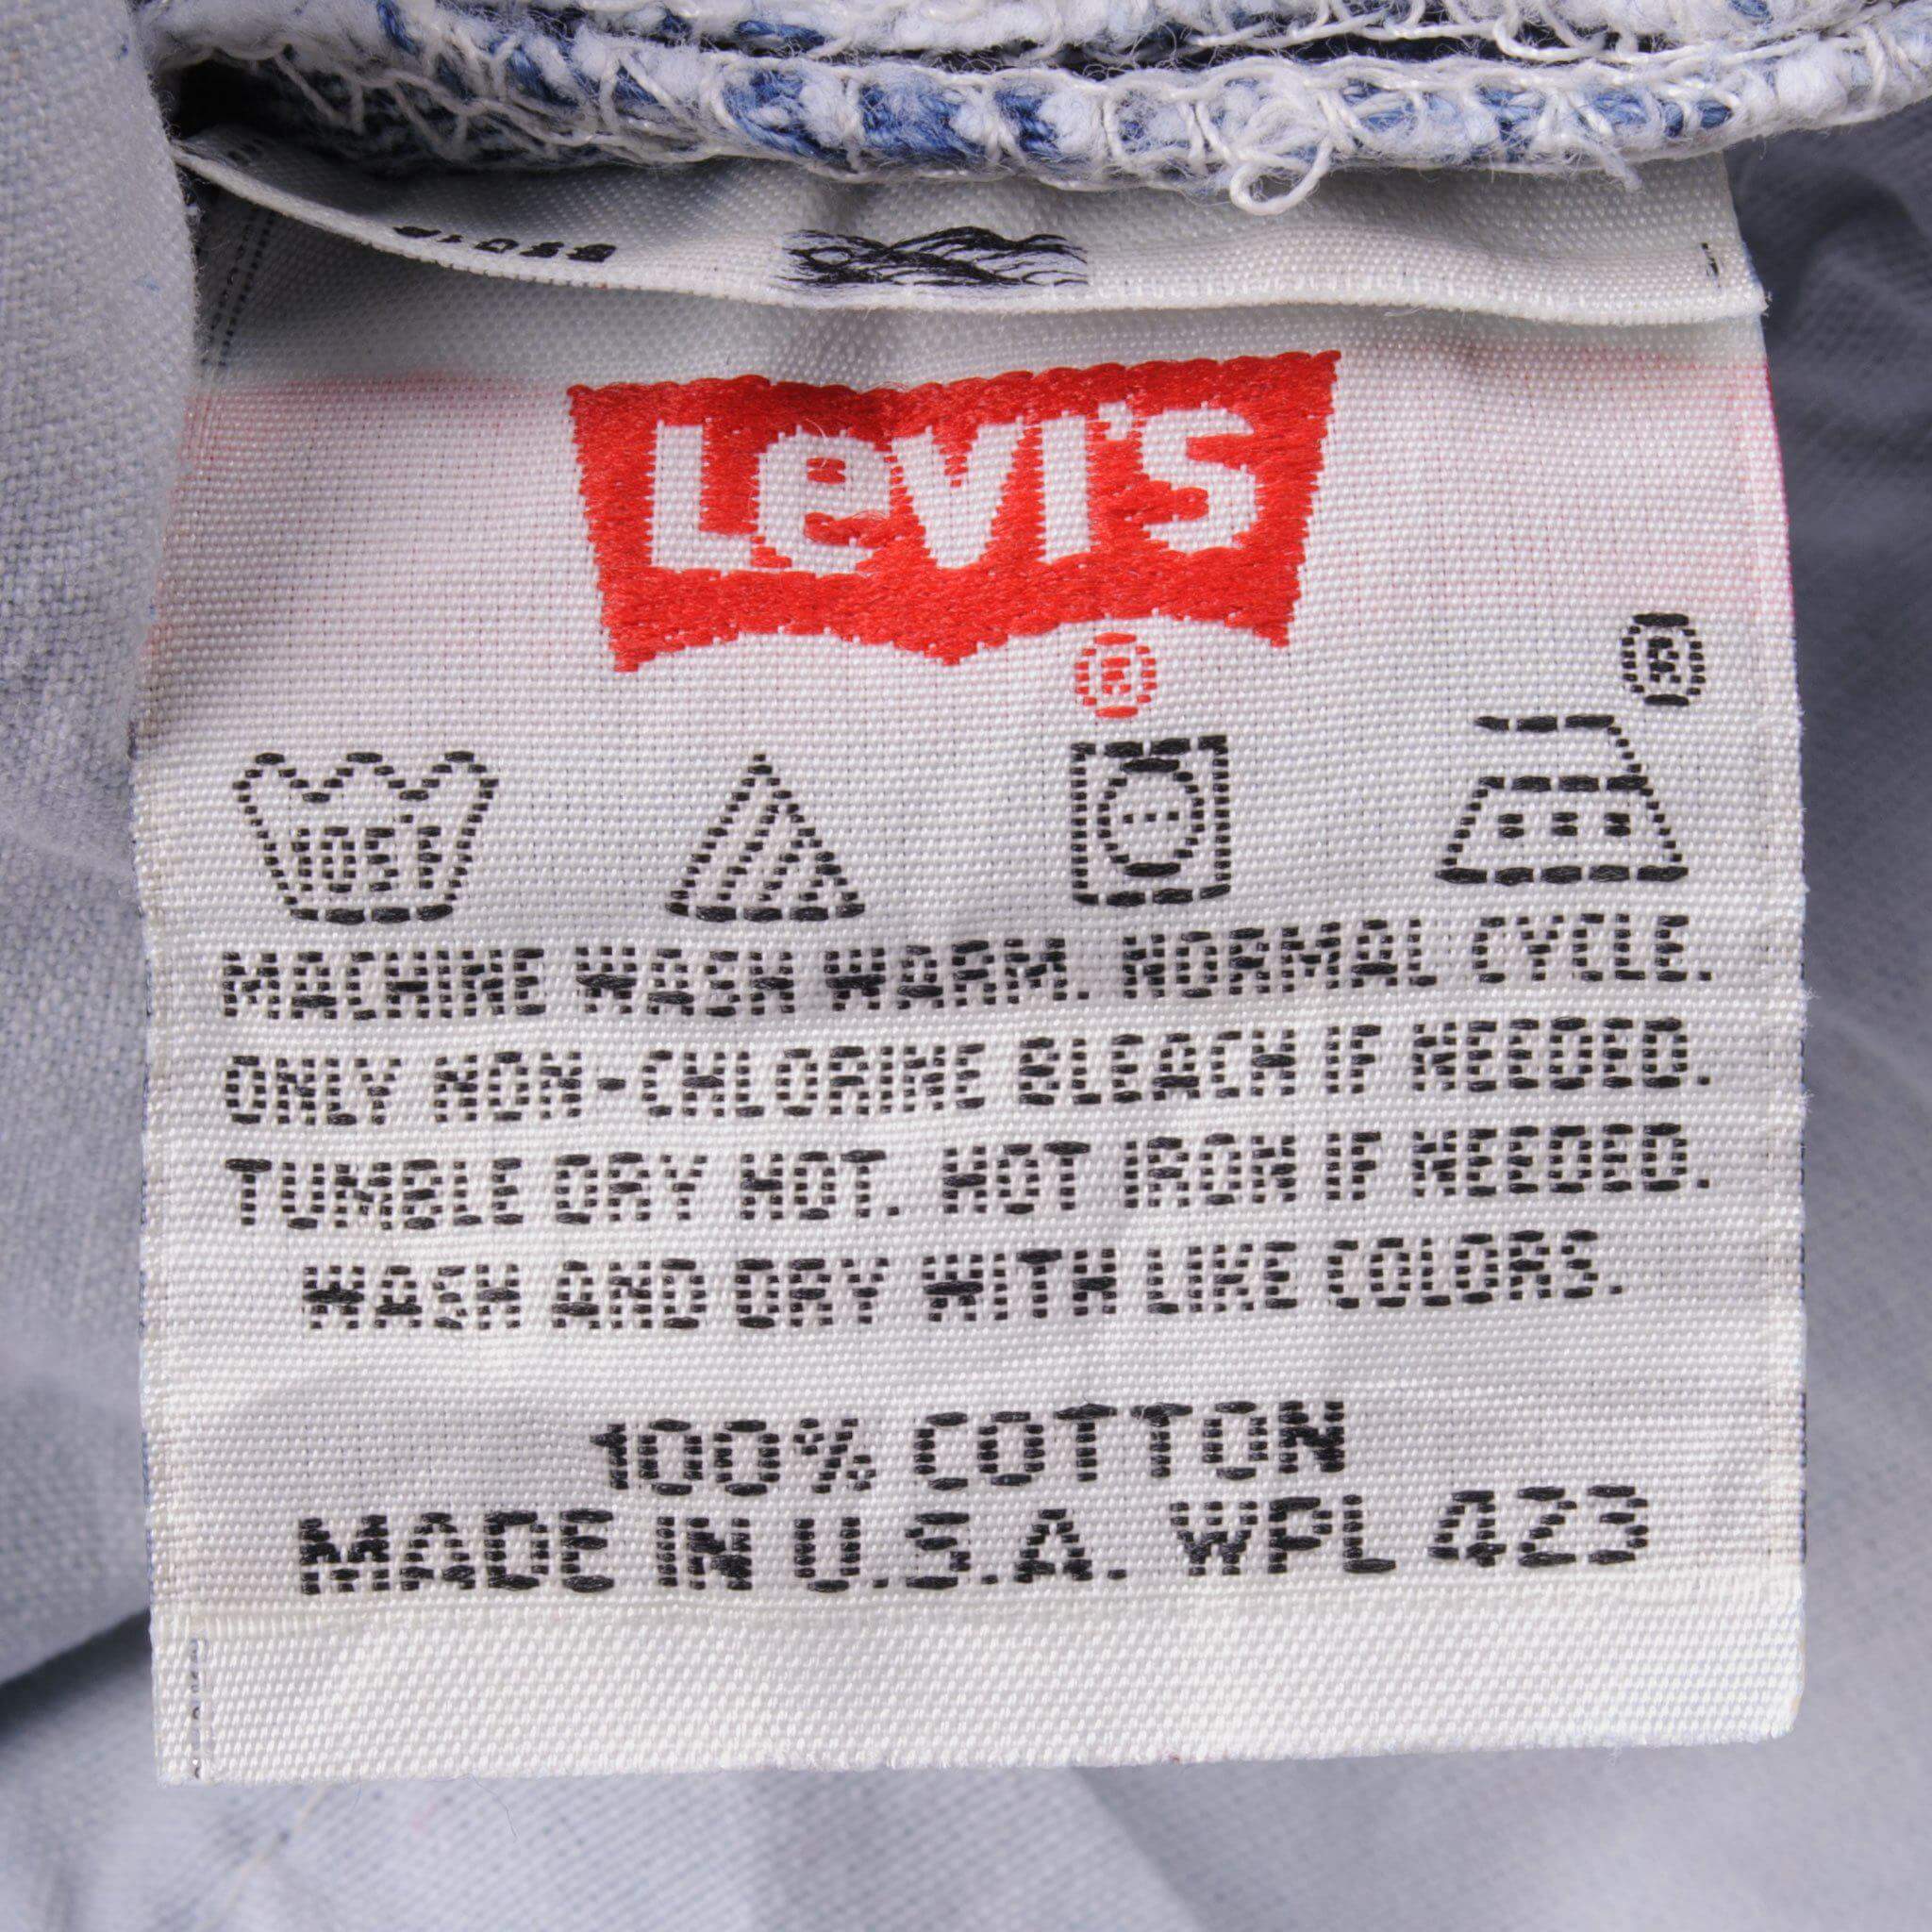 Levi's
®
®
105F
MACHINE WASH WARM. NORMAL CYCLE.
ONLY NON-CHLORINE BLEACH IF NEEDED.
TUMBLE DRY HOT. HOT IRON IF NEEDED.
WASH AND DRY WITH LIKE COLORS.
100% COTTON
MADE IN U.S.A. WPL 423